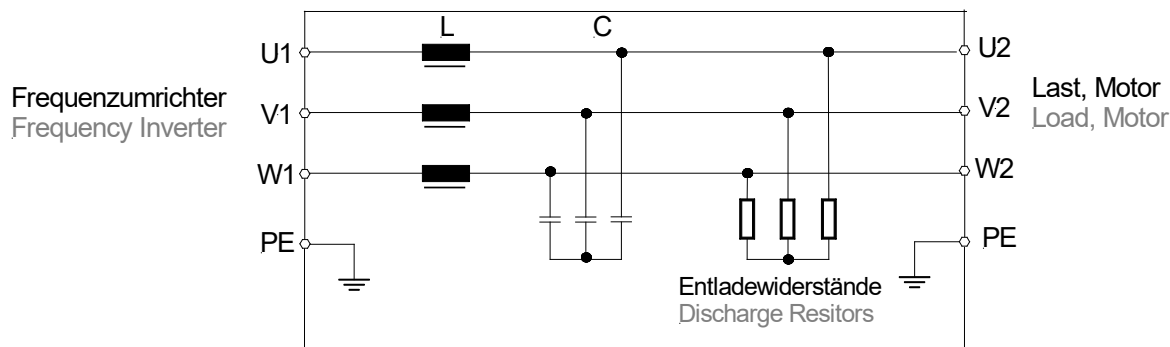 L
C
U1
U2
Frequenzumrichter
Frequency Inverter
V1
V2
Last, Motor
Load, Motor
W1
W2
PE
PE
Entladewiderstände
Discharge Resitors